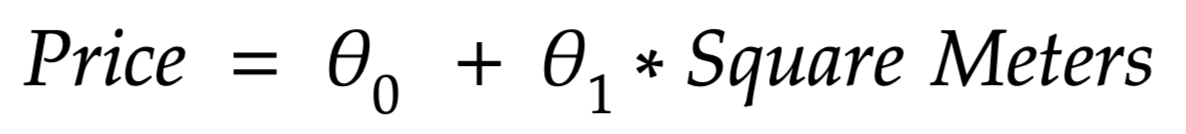 Price = θ₀ + θ₁ * Square Meters